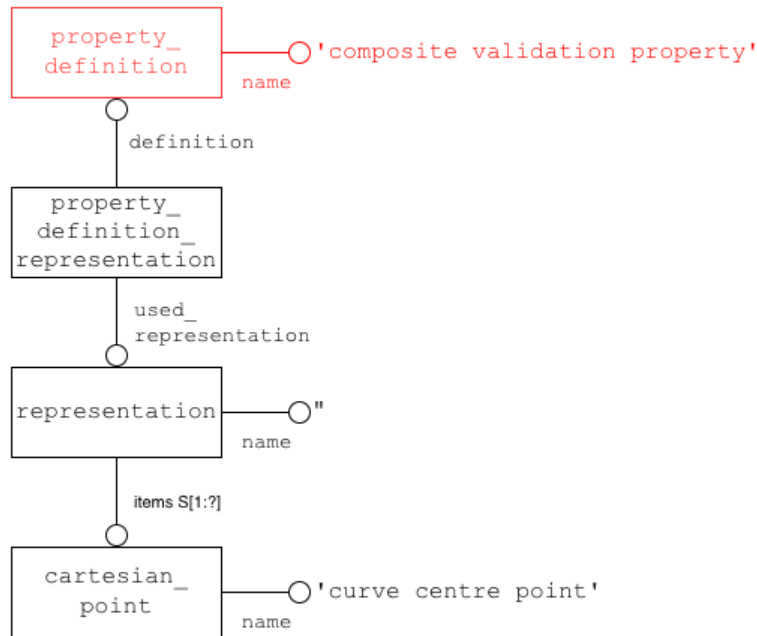 property_
definition
'composite validation property'
name
definition
property_
definition_
representation
used_
representation
representation
"
name
items S[1:?]
cartesian_
point
'curve centre point'
name